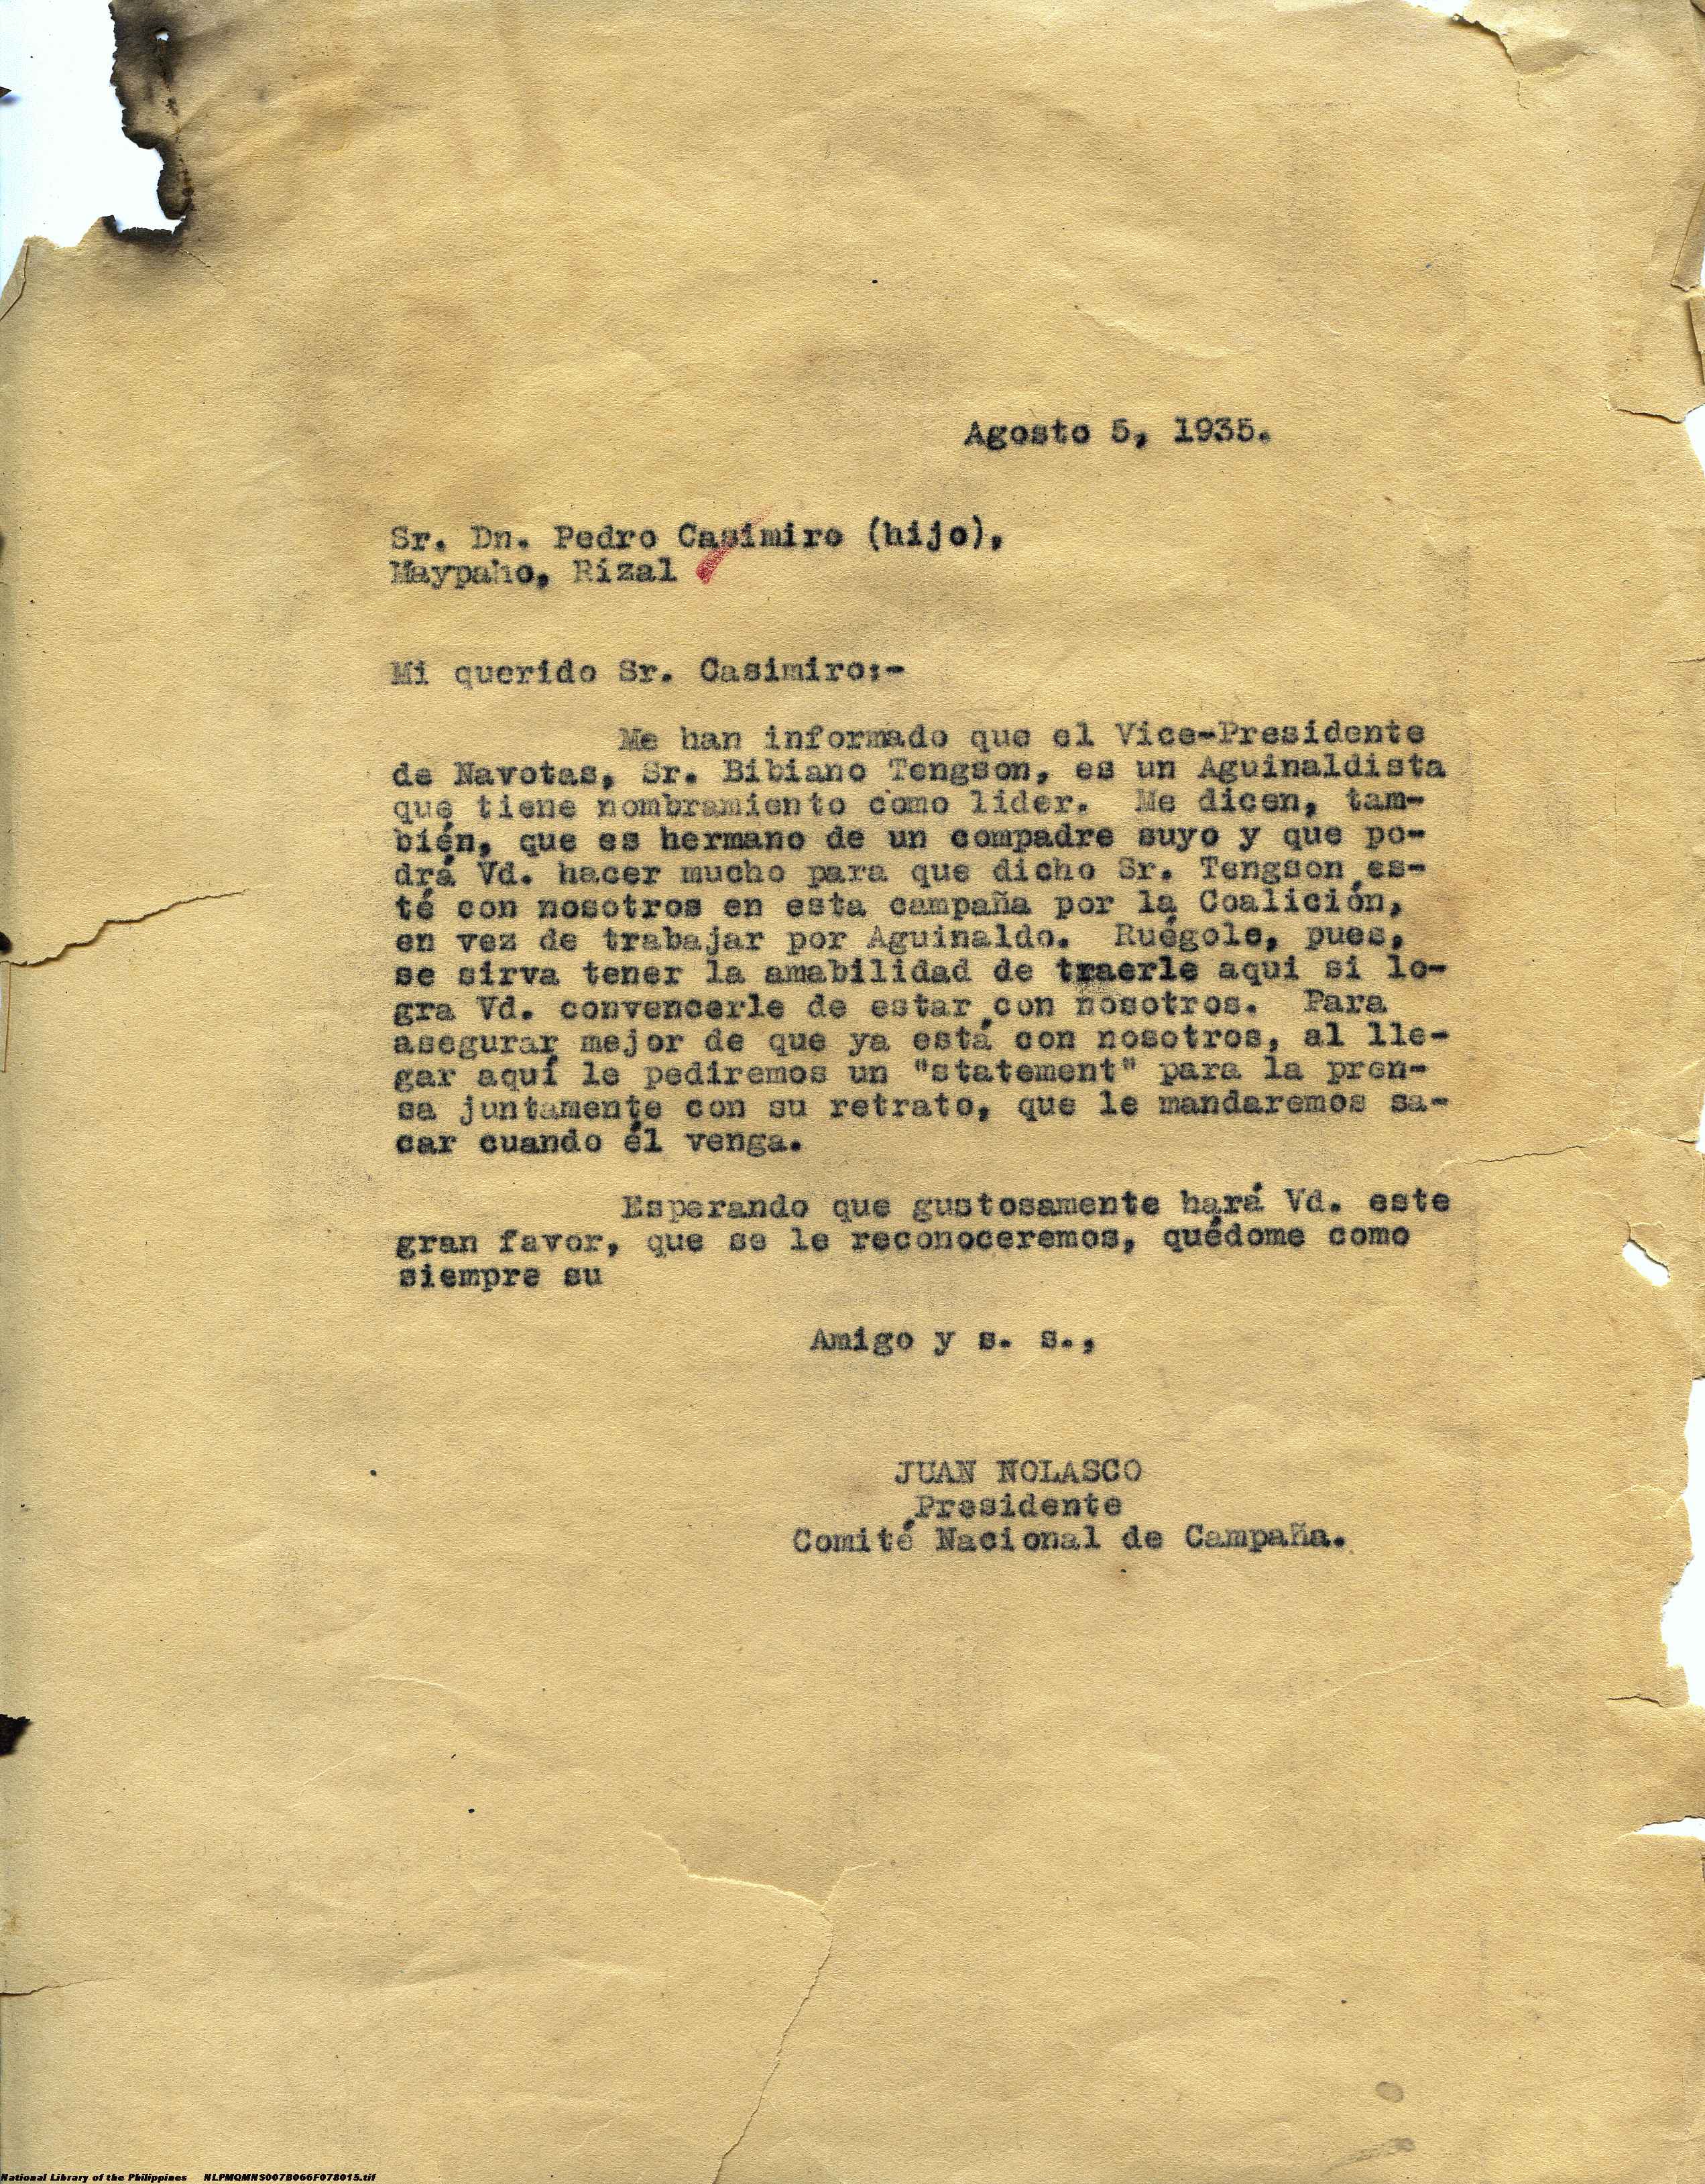 Agosto 5, 1935.
Sr. Dn. Pedro Casimiro (hijo),
Maypaho, Rizal
Mi querido Sr. Casimiro:-
Me han informado que el Vice-Presidente
de Navotas, Sr. Bibiano Tengson, es un Aguinaldista
que tiene nombramiento como lider. Me dicen, tam-
bién, que es hermano de un compadre suyo y que po-
drá Vd. hacer mucho para que dicho Sr. Tengson es-
té con nosotros en esta campaña por la Coalición,
en vez de trabajar por Aguinaldo. Ruégole, pues,
se sirva tener la amabilidad de traerle aqui si lo-
gra Vd. convencerle de estar con nosotros. Para
asegurar mejor de que ya está con nosotros, al lle-
gar aquí le pediremos un "statement" para la pren-
sa juntamente con su retrato, que le mandaremos sa-
car cuando él venga.
Esperando que gustosamente hará Vd. este
gran favor, que se le reconoceremos, quédome como
siempre su
Amigo y s. s.,
JUAN NOLASCO
Presidente
Comité Nacional de Campaña.
National Library of the Philippines NLPMQMNS007B066F078015.tif